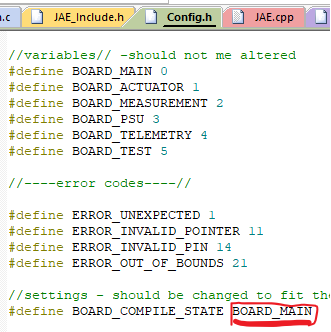 .c JAE_Include.h Config.h JAE.cpp
//variables// -should not me altered
#define BOARD_MAIN 0
#define BOARD_ACTUATOR 1
#define BOARD_MEASUREMENT 2
#define BOARD_PSU 3
#define BOARD_TELEMETRY 4
#define BOARD_TEST 5
//----error codes----//
#define ERROR_UNEXPECTED 1
#define ERROR_INVALID_POINTER 11
#define ERROR_INVALID_PIN 14
#define ERROR_OUT_OF_BOUNDS 21
//settings - should be changed to fit the
#define BOARD_COMPILE_STATE BOARD_MAIN